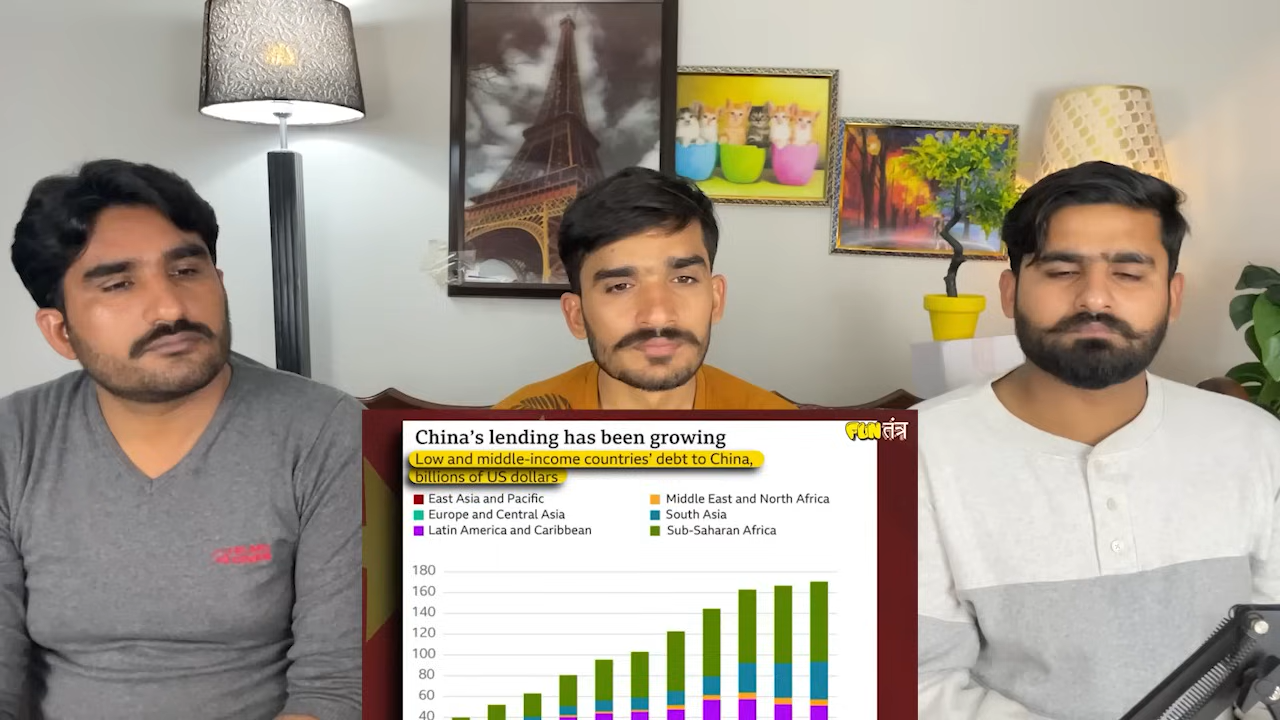 China's lending has been growing
FUNतंत्र
Low and middle-income countries' debt to China,
billions of US dollars
East Asia and Pacific
Middle East and North Africa
Europe and Central Asia
South Asia
Latin America and Caribbean
Sub-Saharan Africa
180
160
140
120
100
80
60
40